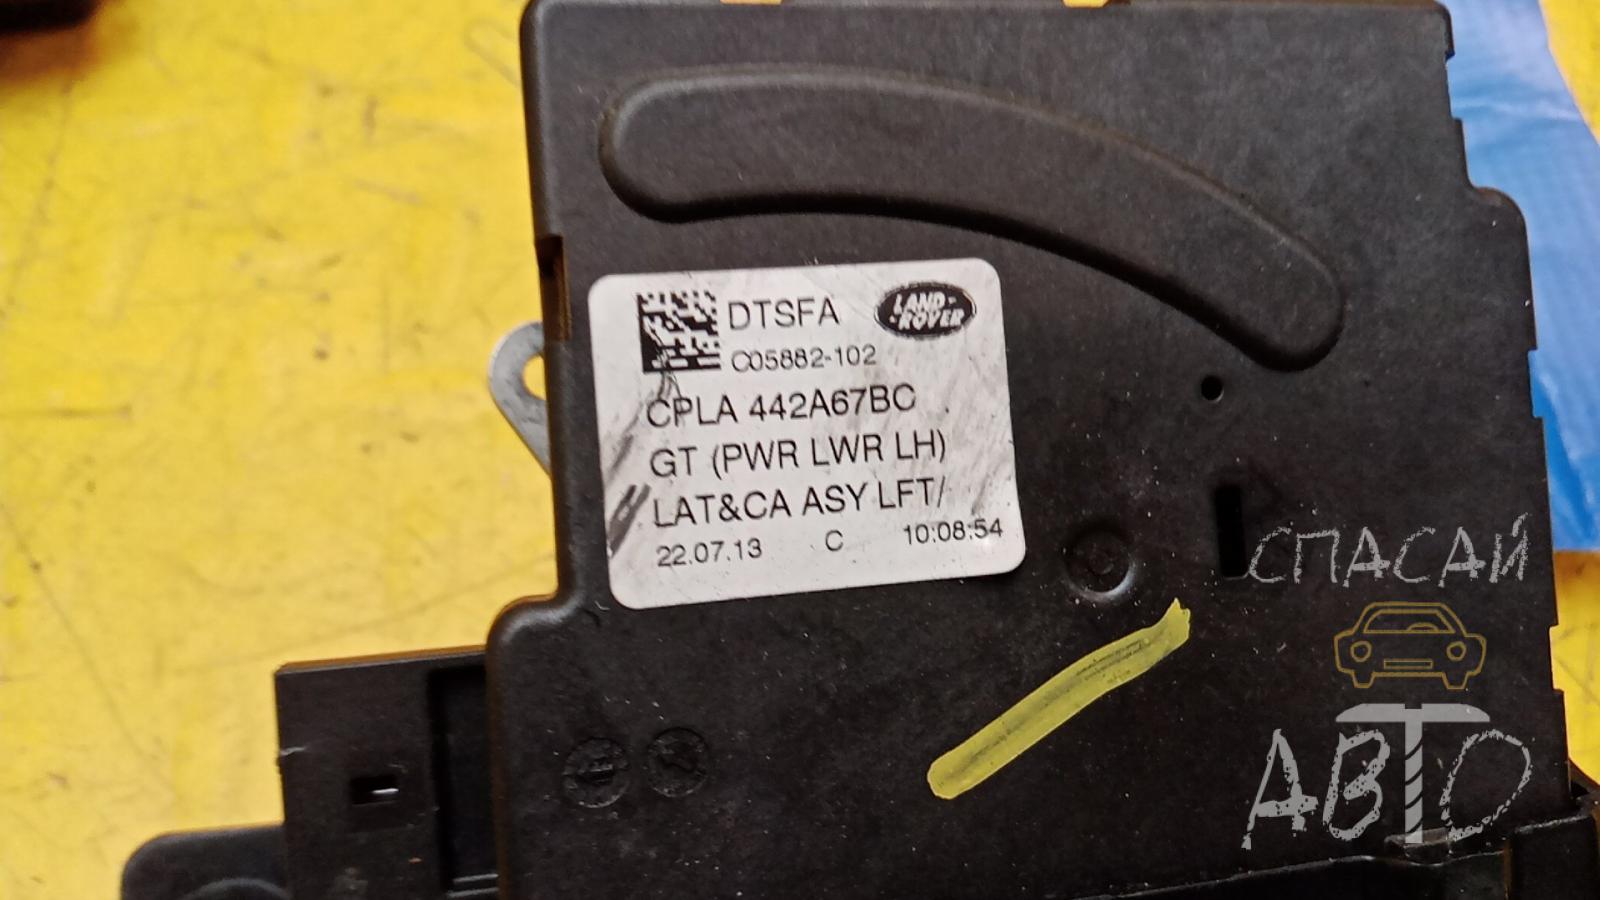 DTSFA
LAND-
-ROVER
C05882-102
CPLA 442A67BC
GT (PWR LWR LH)
LAT&CA ASY LFT/
22.07.13 C 10:08:54
СПАСАЙ
АВТО